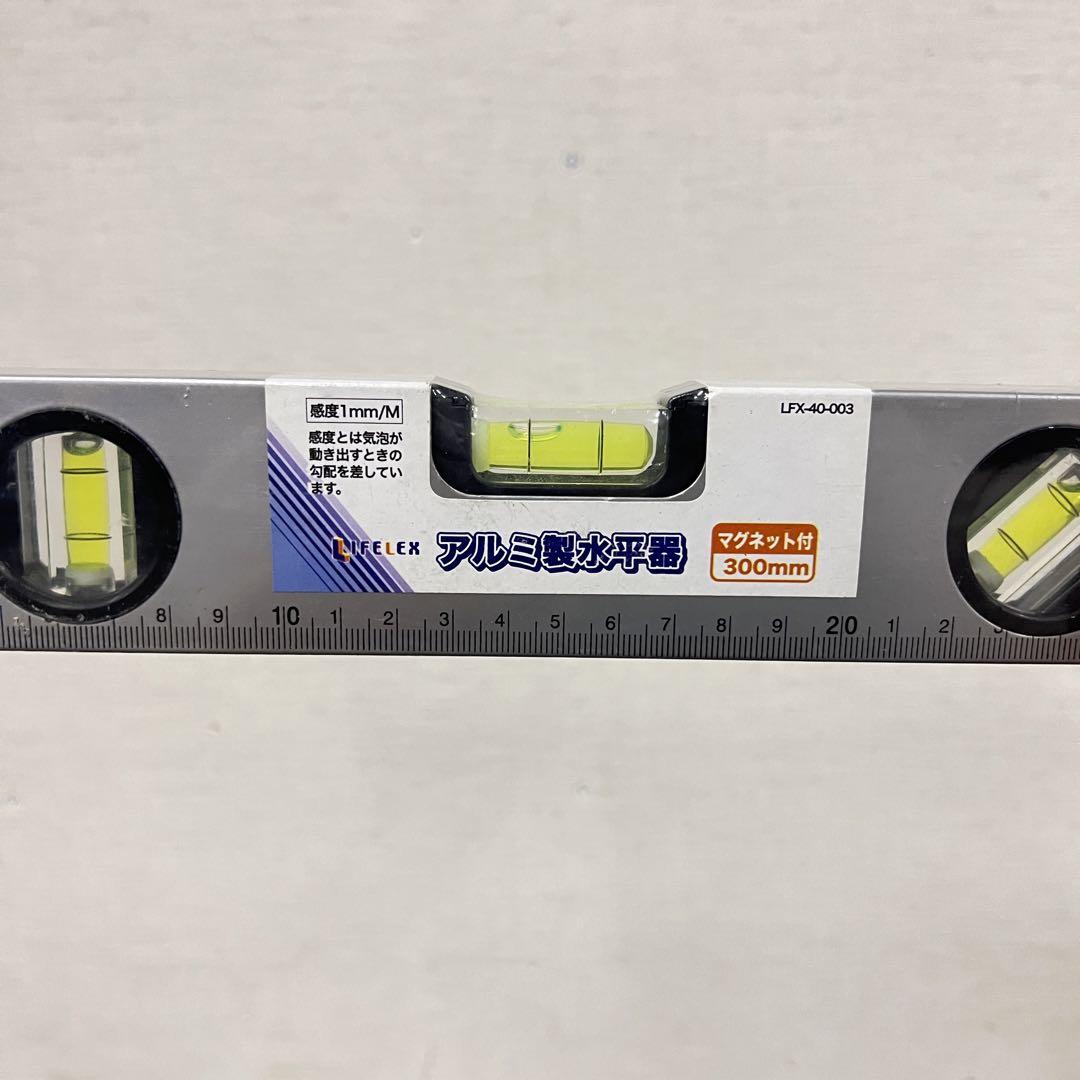 感度1mm/M
感度とは気泡が
動き出すときの
勾配を差してい
ます。
LFX-40-003
LIFELEX アルミ製水平器
マグネット付
300mm
8 9 10 1 2 3 4 5 6 7 8 9 20 1 2 3